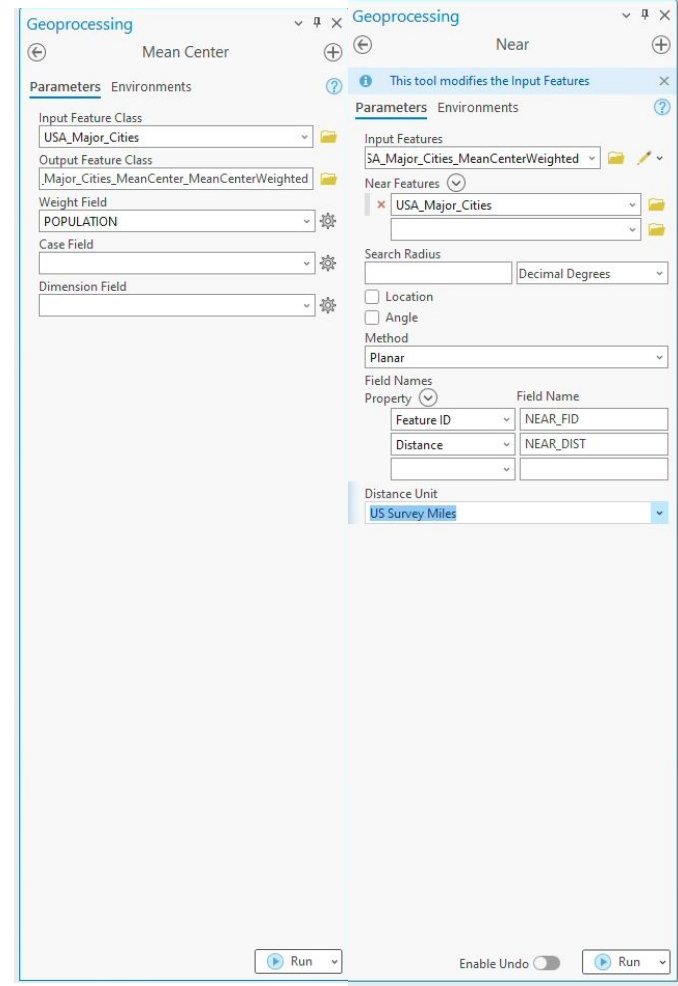 Geoprocessing
Mean Center
Parameters Environments
Input Feature Class
USA_Major_Cities
Output Feature Class
_Major_Cities_MeanCenter_MeanCenterWeighted
Weight Field
POPULATION
Case Field
Dimension Field
Run
Geoprocessing
Near
This tool modifies the Input Features
Parameters Environments
Input Features
SA_Major_Cities_MeanCenterWeighted
Near Features
USA_Major_Cities
Search Radius
Decimal Degrees
Location
Angle
Method
Planar
Field Names
Property Field Name
Feature ID NEAR_FID
Distance NEAR_DIST
Distance Unit
US Survey Miles
Enable Undo Run